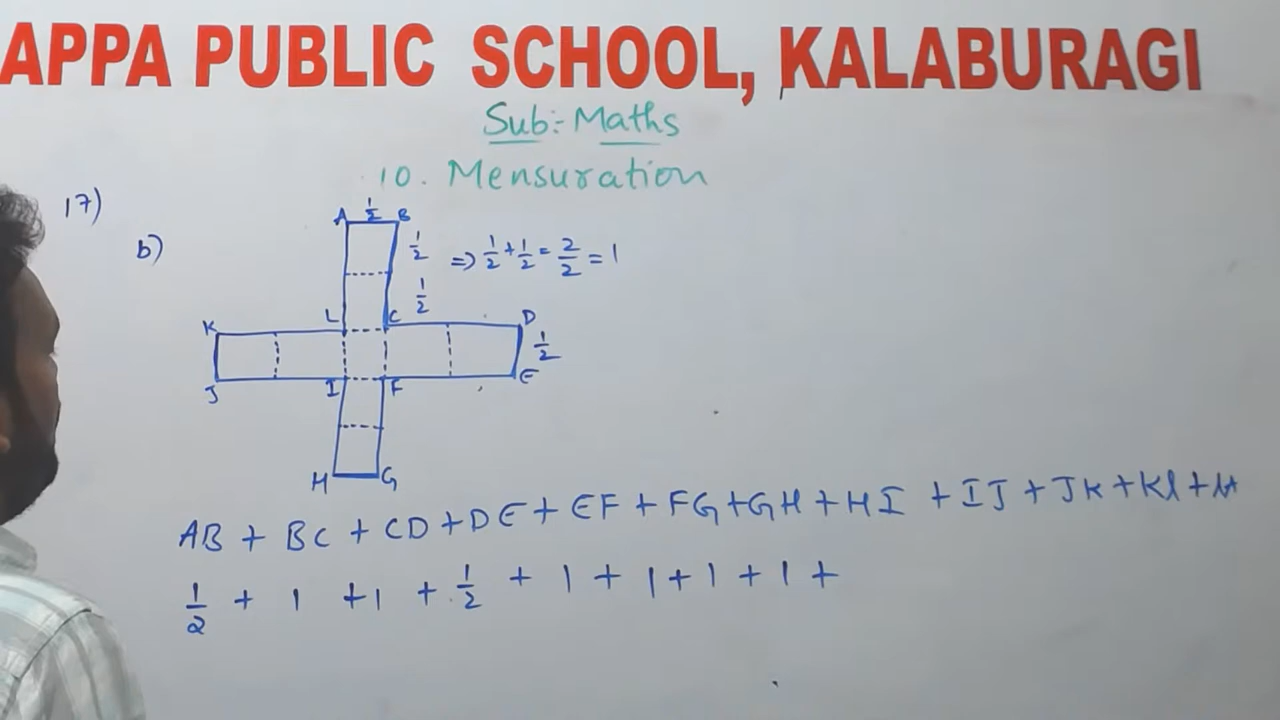 APPA PUBLIC SCHOOL, KALABURAGI
Sub:- Maths
10. Mensuration
17)
b)
A 1/2 B
1/2 ⇒ 1/2 + 1/2 = 2/2 = 1
1/2
K L C D
1/2
J I F E
H G
AB + BC + CD + DE + EF + FG + GH + HI + IJ + JK + Kl + lA
1/2 + 1 + 1 + 1/2 + 1 + 1 + 1 + 1 +